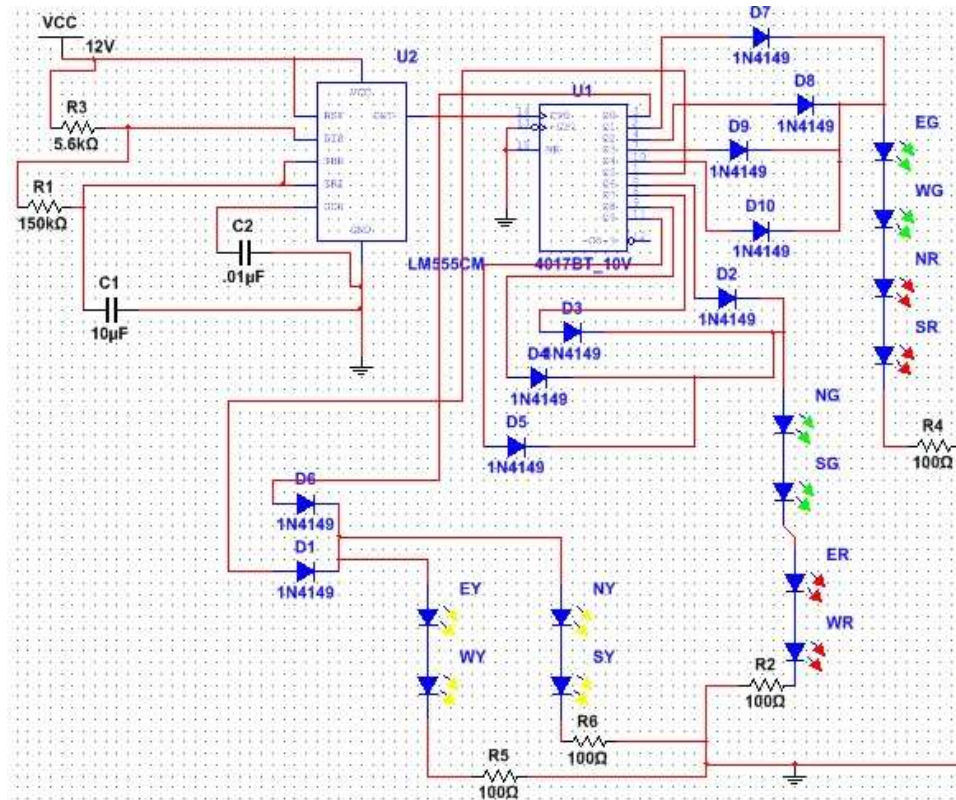 VCC
12V
U2
R3
5.6kΩ
R1
150kΩ
C1
10µF
C2
.01µF
VCC
GND
LM555CM
U1
4017BT_10V
D7
1N4149
D8
1N4149
D9
1N4149
D10
1N4149
D2
1N4149
D3
1N4149
D4
1N4149
D5
1N4149
D6
1N4149
D1
1N4149
EG
WG
NR
SR
R4
100Ω
NG
SG
ER
WR
R2
100Ω
EY
NY
WY
SY
R6
100Ω
R5
100Ω